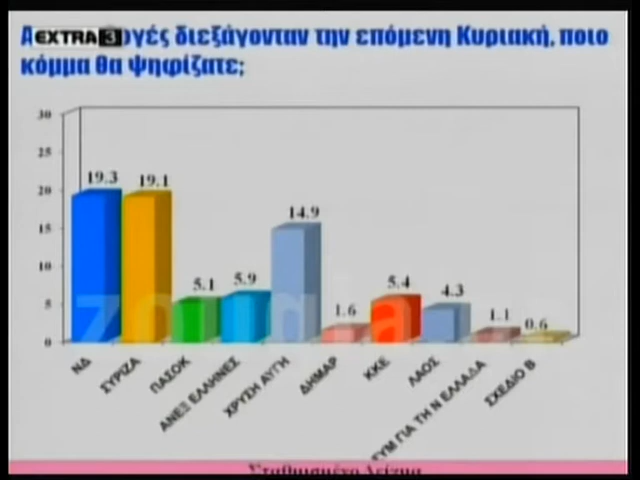 EXTRA 3
διεξάγονταν την επόμενη Κυριακή, ποιο
κόμμα θα ψηφίζατε;
30
25
20
15
10
5
0
19.3
19.1
5.1
5.9
14.9
1.6
5.4
4.3
1.1
0.6
ΝΔ
ΣΥΡΙΖΑ
ΠΑΣΟΚ
ΑΝΕΞ ΕΛΛΗΝΕΣ
ΧΡΥΣΗ ΑΥΓΗ
ΔΗΜΑΡ
ΚΚΕ
ΛΑΟΣ
ΓΙΑ ΤΗ Ν ΕΛΛΑΔΑ
ΣΧΕΔΙΟ Β
Σταθμισμένο Δείγμα